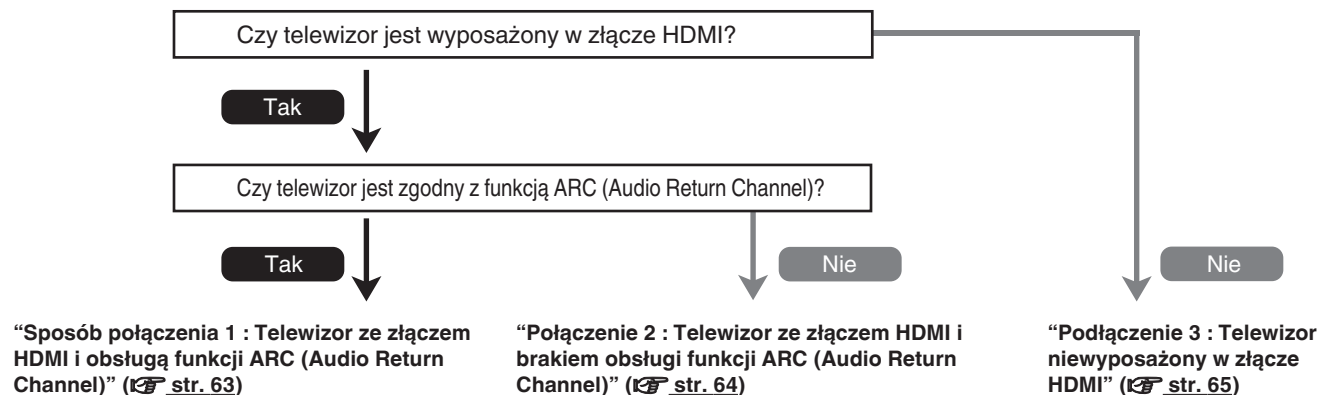 Czy telewizor jest wyposażony w złącze HDMI?
Tak
Czy telewizor jest zgodny z funkcją ARC (Audio Return Channel)?
Tak
Nie
Nie
“Sposób połączenia 1 : Telewizor ze złączem
HDMI i obsługą funkcji ARC (Audio Return
Channel)” (☞ str. 63)
“Połączenie 2 : Telewizor ze złączem HDMI i
brakiem obsługi funkcji ARC (Audio Return
Channel)” (☞ str. 64)
“Podłączenie 3 : Telewizor
niewyposażony w złącze
HDMI” (☞ str. 65)